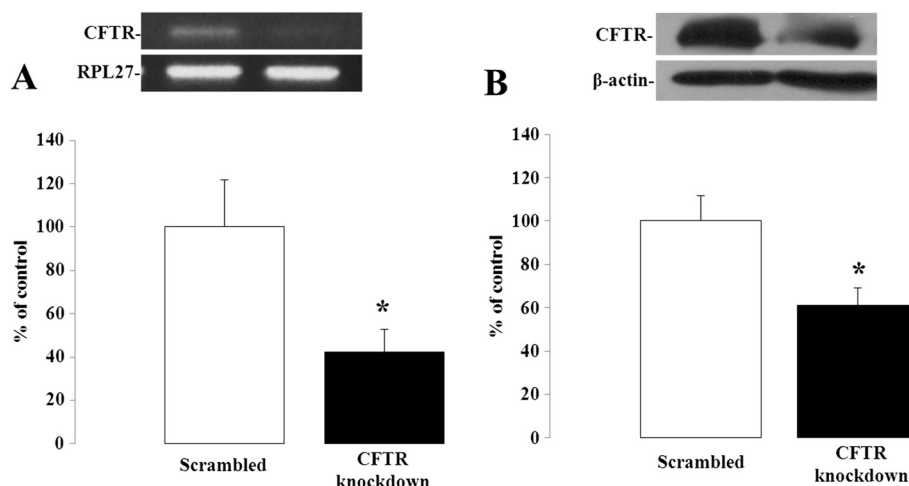 CFTR-
RPL27-
A
140
120
100
80
60
40
20
0
% of control
*
Scrambled
CFTR
knockdown
CFTR-
β-actin-
B
140
120
100
80
60
40
20
0
% of control
*
Scrambled
CFTR
knockdown